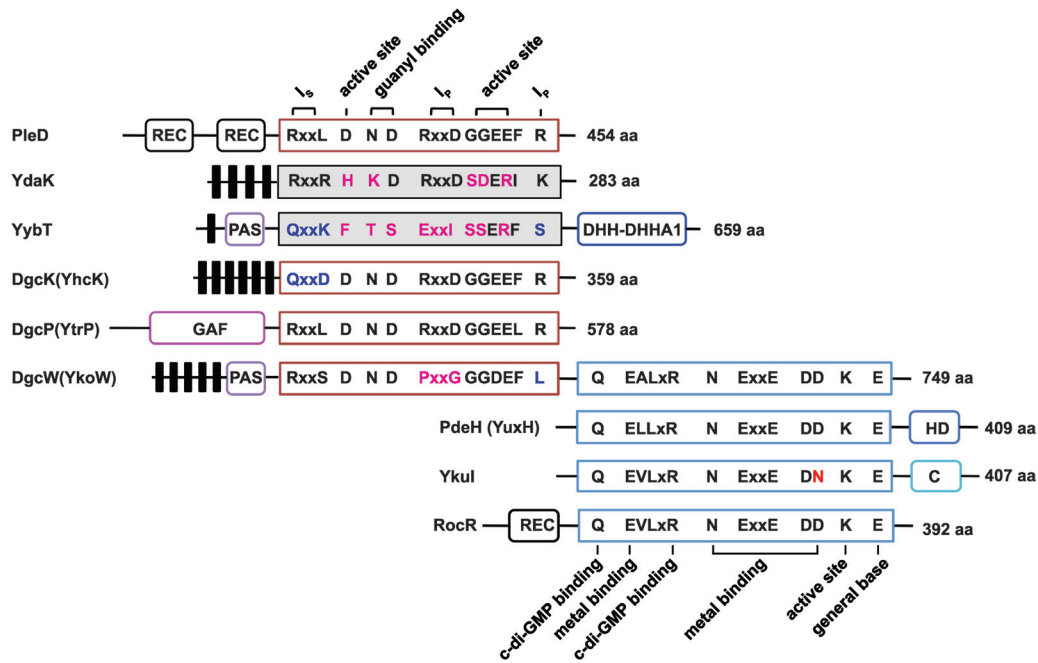 Iₛ active site guanyl binding Iₚ active site Iₚ
PleD REC REC RxxL D N D RxxD GGEEF R 454 aa
YdaK RxxR H K D RxxD SDERI K 283 aa
YybT PAS QxxK F T S ExxI SSERF S DHH-DHHA1 659 aa
DgcK(YhcK) QxxD D N D RxxD GGEEF R 359 aa
DgcP(YtrP) GAF RxxL D N D RxxD GGEEL R 578 aa
DgcW(YkoW) PAS RxxS D N D PxxG GGDEF L Q EALxR N ExxE DD K E 749 aa
PdeH (YuxH) Q ELLxR N ExxE DD K E HD 409 aa
YkuI Q EVLxR N ExxE DN K E C 407 aa
RocR REC Q EVLxR N ExxE DD K E 392 aa
c-di-GMP binding metal binding c-di-GMP binding metal binding active site general base